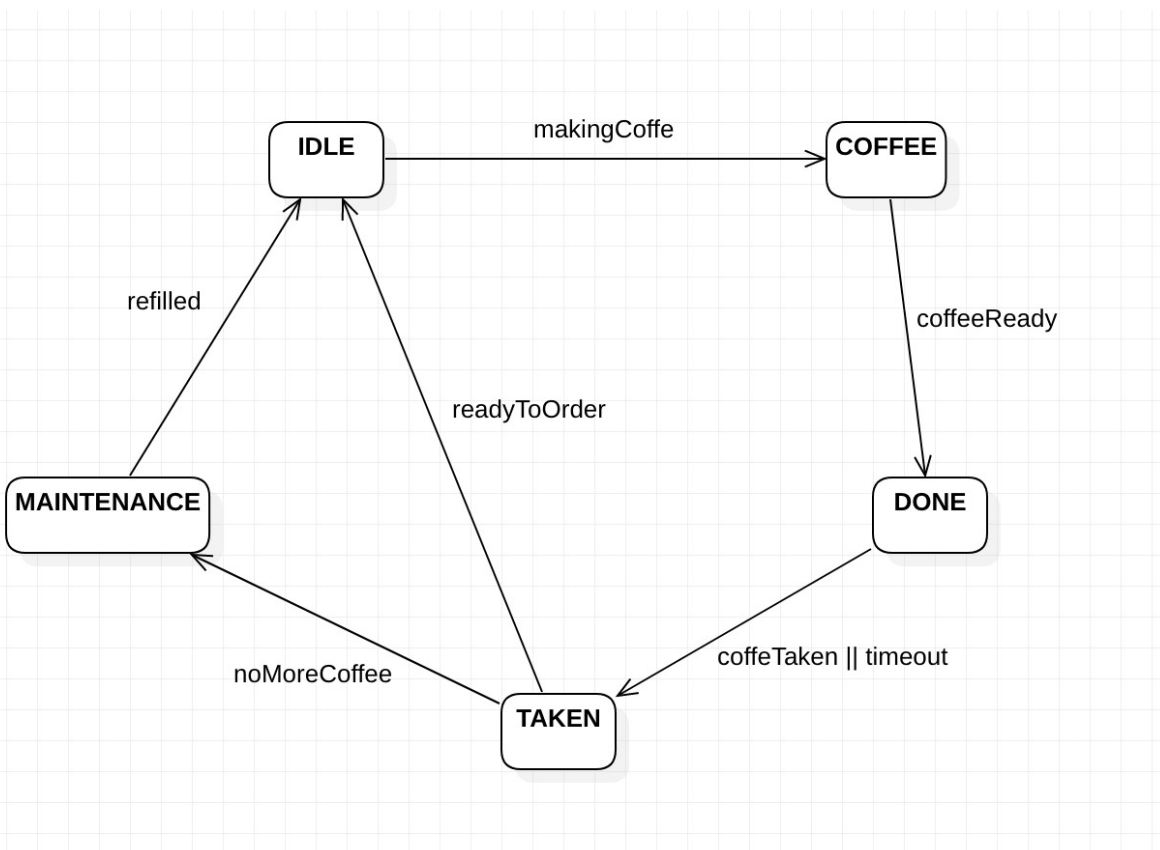 makingCoffe
IDLE
COFFEE
refilled
coffeeReady
readyToOrder
MAINTENANCE
DONE
coffeTaken || timeout
noMoreCoffee
TAKEN